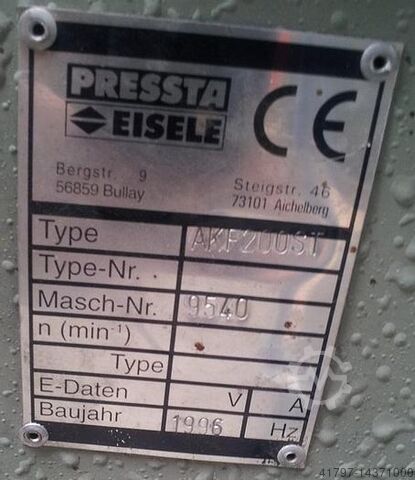 PRESSTA
EISELE
CE
Bergstr. 9
56859 Bullay
Steigstr. 46
73101 Aichelberg
Type AKF200ST
Type-Nr.
Masch-Nr. 9540
n (min-1)
Type
E-Daten V A
Baujahr 1996 Hz
41797-14371000